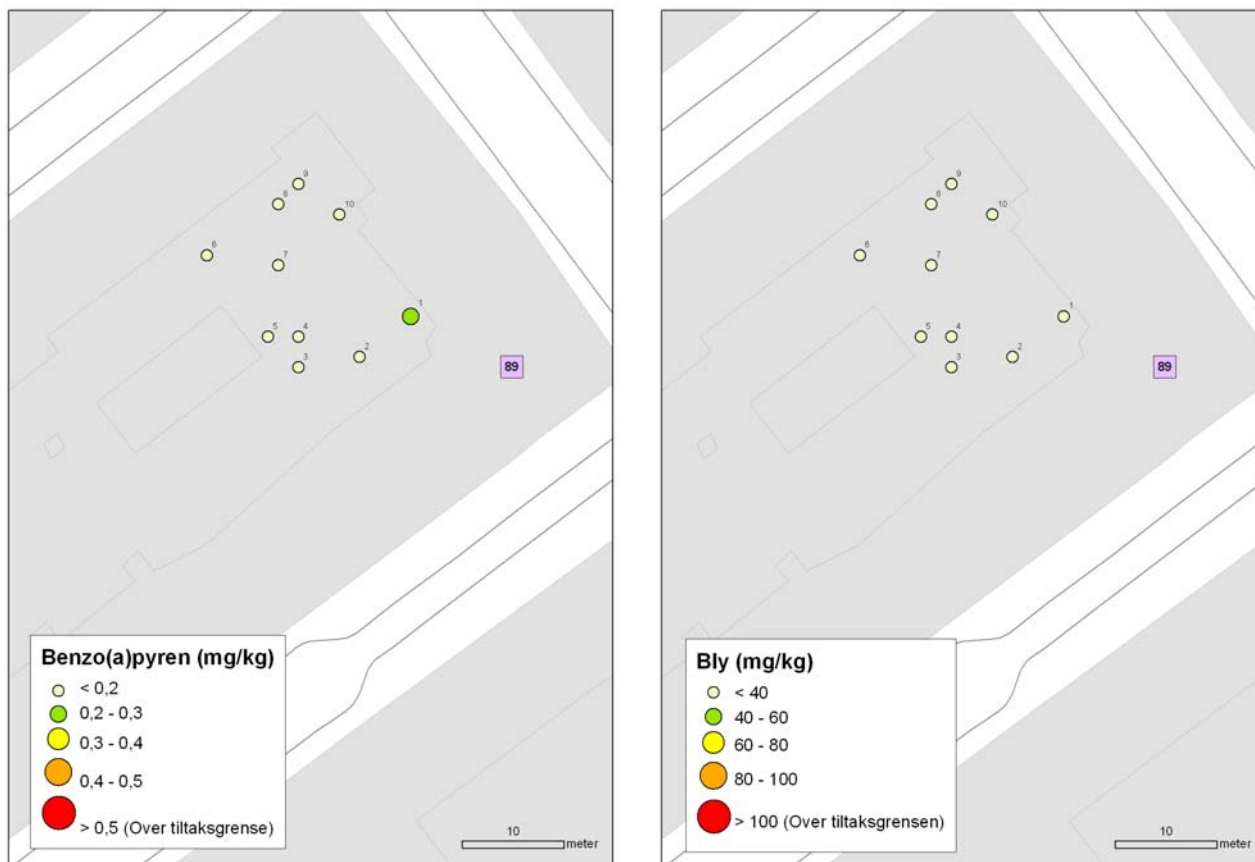 9
8
10
6
7
1
5
4
2
3
89
Benzo(a)pyren (mg/kg)
< 0,2
0,2 - 0,3
0,3 - 0,4
0,4 - 0,5
> 0,5 (Over tiltaksgrense)
10
meter
9
8
10
6
7
1
5
4
2
3
89
Bly (mg/kg)
< 40
40 - 60
60 - 80
80 - 100
> 100 (Over tiltaksgrensen)
10
meter